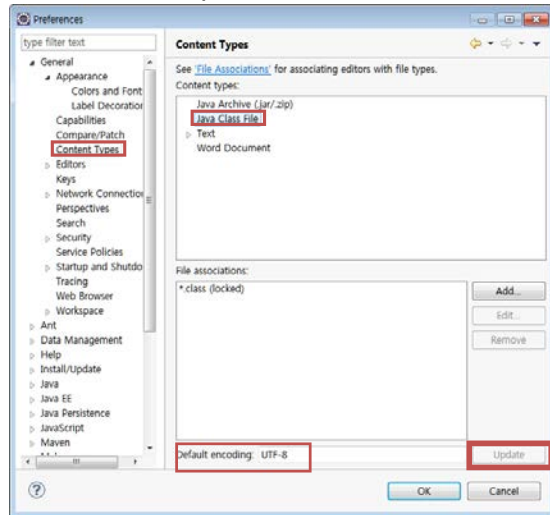 Preferences
type filter text
General
Appearance
Colors and Font
Label Decoration
Capabilities
Compare/Patch
Content Types
Editors
Keys
Network Connection
Perspectives
Search
Security
Service Policies
Startup and Shutdo
Tracing
Web Browser
Workspace
Ant
Data Management
Help
Install/Update
Java
Java EE
Java Persistence
JavaScript
Maven
Content Types
See 'File Associations' for associating editors with file types.
Content types:
Java Archive (.jar/.zip)
Java Class File
Text
Word Document
File associations:
*.class (locked)
Add...
Edit...
Remove
Default encoding: UTF-8
Update
OK
Cancel